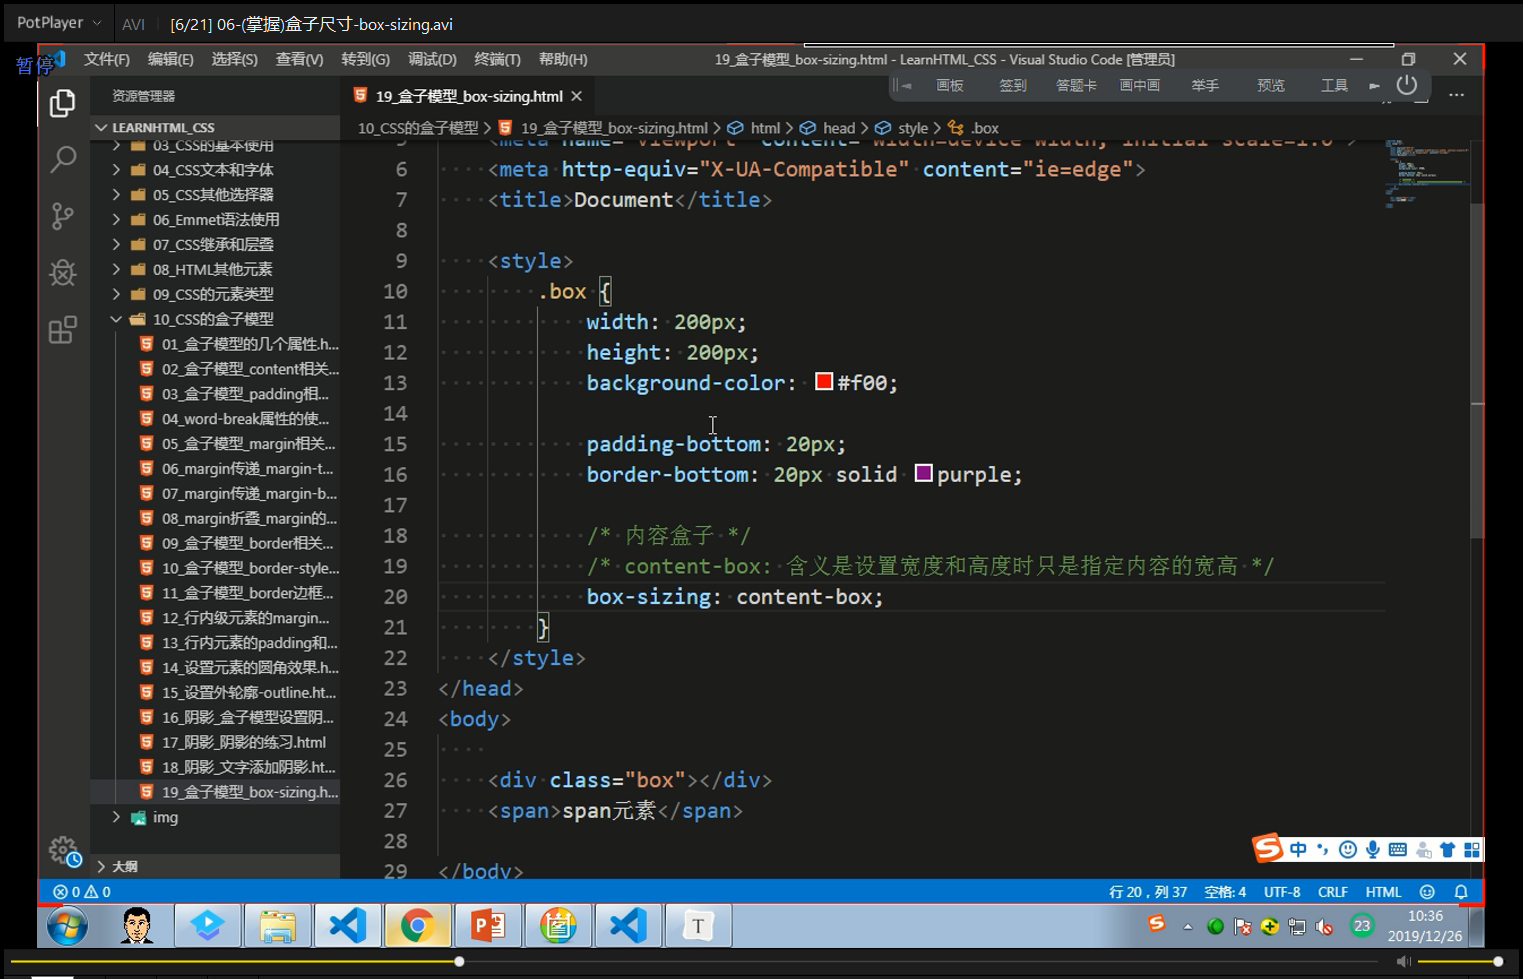 PotPlayer AVI [6/21] 06-(掌握)盒子尺寸-box-sizing.avi
暂停
文件(F) 编辑(E) 选择(S) 查看(V) 转到(G) 调试(D) 终端(T) 帮助(H) 19_盒子模型_box-sizing.html - LearnHTML_CSS - Visual Studio Code [管理员]
画板 签到 答题卡 画中画 举手 预览 工具
资源管理器
19_盒子模型_box-sizing.html
LEARNHTML_CSS
10_CSS的盒子模型 > 19_盒子模型_box-sizing.html > html > head > style > .box
03_CSS的基本使用
04_CSS文本和字体
05_CSS其他选择器
06_Emmet语法使用
07_CSS继承和层叠
08_HTML其他元素
09_CSS的元素类型
10_CSS的盒子模型
01_盒子模型的几个属性.h...
02_盒子模型_content相关...
03_盒子模型_padding相...
04_word-break属性的使...
05_盒子模型_margin相关...
06_margin传递_margin-t...
07_margin传递_margin-b...
08_margin折叠_margin的...
09_盒子模型_border相关...
10_盒子模型_border-style...
11_盒子模型_border边框...
12_行内级元素的margin...
13_行内元素的padding和...
14_设置元素的圆角效果.h...
15_设置外轮廓-outline.ht...
16_阴影_盒子模型设置阴...
17_阴影_阴影的练习.html
18_阴影_文字添加阴影.ht...
19_盒子模型_box-sizing.h...
img
大纲
5 <meta name="viewport" content="width=device-width, initial-scale=1.0">
6 <meta http-equiv="X-UA-Compatible" content="ie=edge">
7 <title>Document</title>
8
9 <style>
10 .box {
11 width: 200px;
12 height: 200px;
13 background-color: #f00;
14
15 padding-bottom: 20px;
16 border-bottom: 20px solid purple;
17
18 /* 内容盒子 */
19 /* content-box: 含义是设置宽度和高度时只是指定内容的宽高 */
20 box-sizing: content-box;
21 }
22 </style>
23 </head>
24 <body>
25
26 <div class="box"></div>
27 <span>span元素</span>
28
29 </body>
中
0 0 行 20，列 37 空格: 4 UTF-8 CRLF HTML
T
23
10:36
2019/12/26